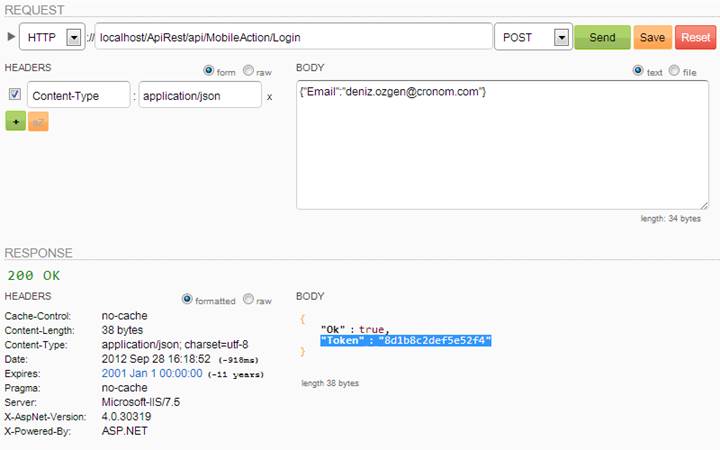 REQUEST
HTTP :// localhost/ApiRest/api/MobileAction/Login POST Send Save Reset
HEADERS form raw
Content-Type : application/json x
+
BODY text file
{"Email":"deniz.ozgen@cronom.com"}
length: 34 bytes
RESPONSE
200 OK
HEADERS formatted raw
Cache-Control: no-cache
Content-Length: 38 bytes
Content-Type: application/json; charset=utf-8
Date: 2012 Sep 28 16:18:52 (-918ms)
Expires: 2001 Jan 1 00:00:00 (-11 years)
Pragma: no-cache
Server: Microsoft-IIS/7.5
X-AspNet-Version: 4.0.30319
X-Powered-By: ASP.NET
BODY
{
"Ok" : true,
"Token" : "8d1b8c2def5e52f4"
}
length 38 bytes